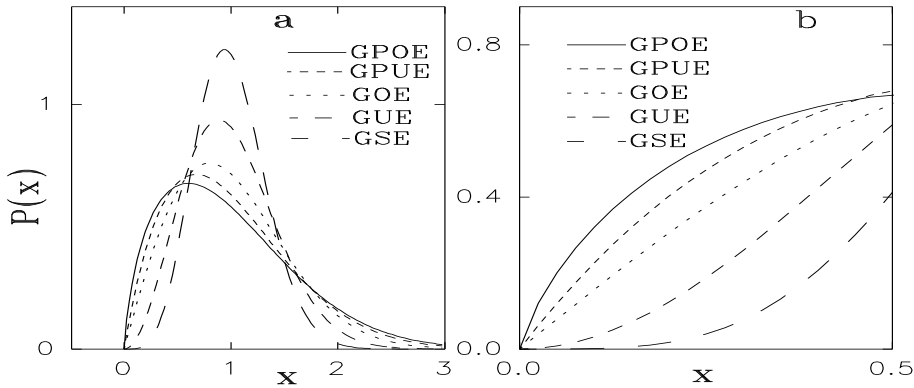 a
GPOE
GPUE
GOE
GUE
GSE
1
0
P(x)
0 1 2 3
x
b
GPOE
GPUE
GOE
GUE
GSE
0.8
0.4
0.0
0.0 0.5
x